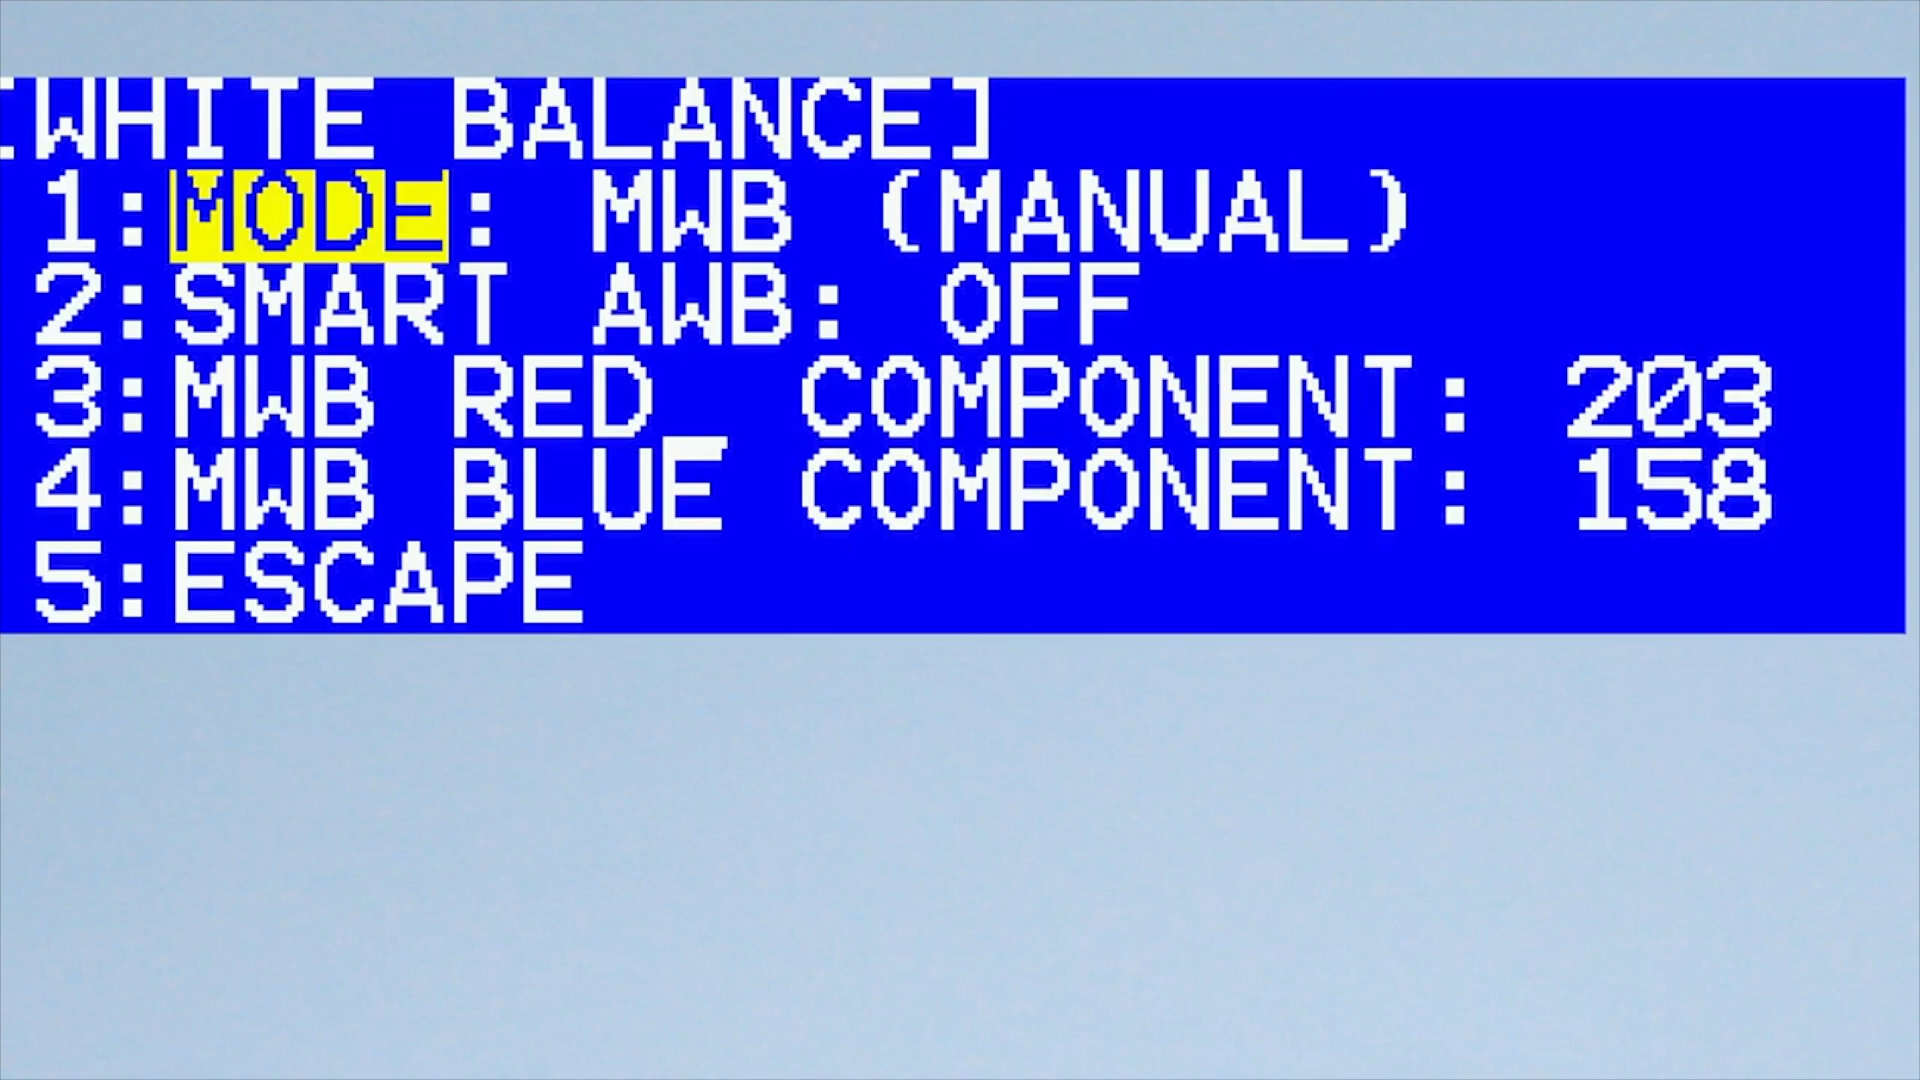 [WHITE BALANCE]
1:MODE: MWB (MANUAL)
2:SMART AWB: OFF
3:MWB RED_ COMPONENT: 203
4:MWB BLUE COMPONENT: 158
5:ESCAPE